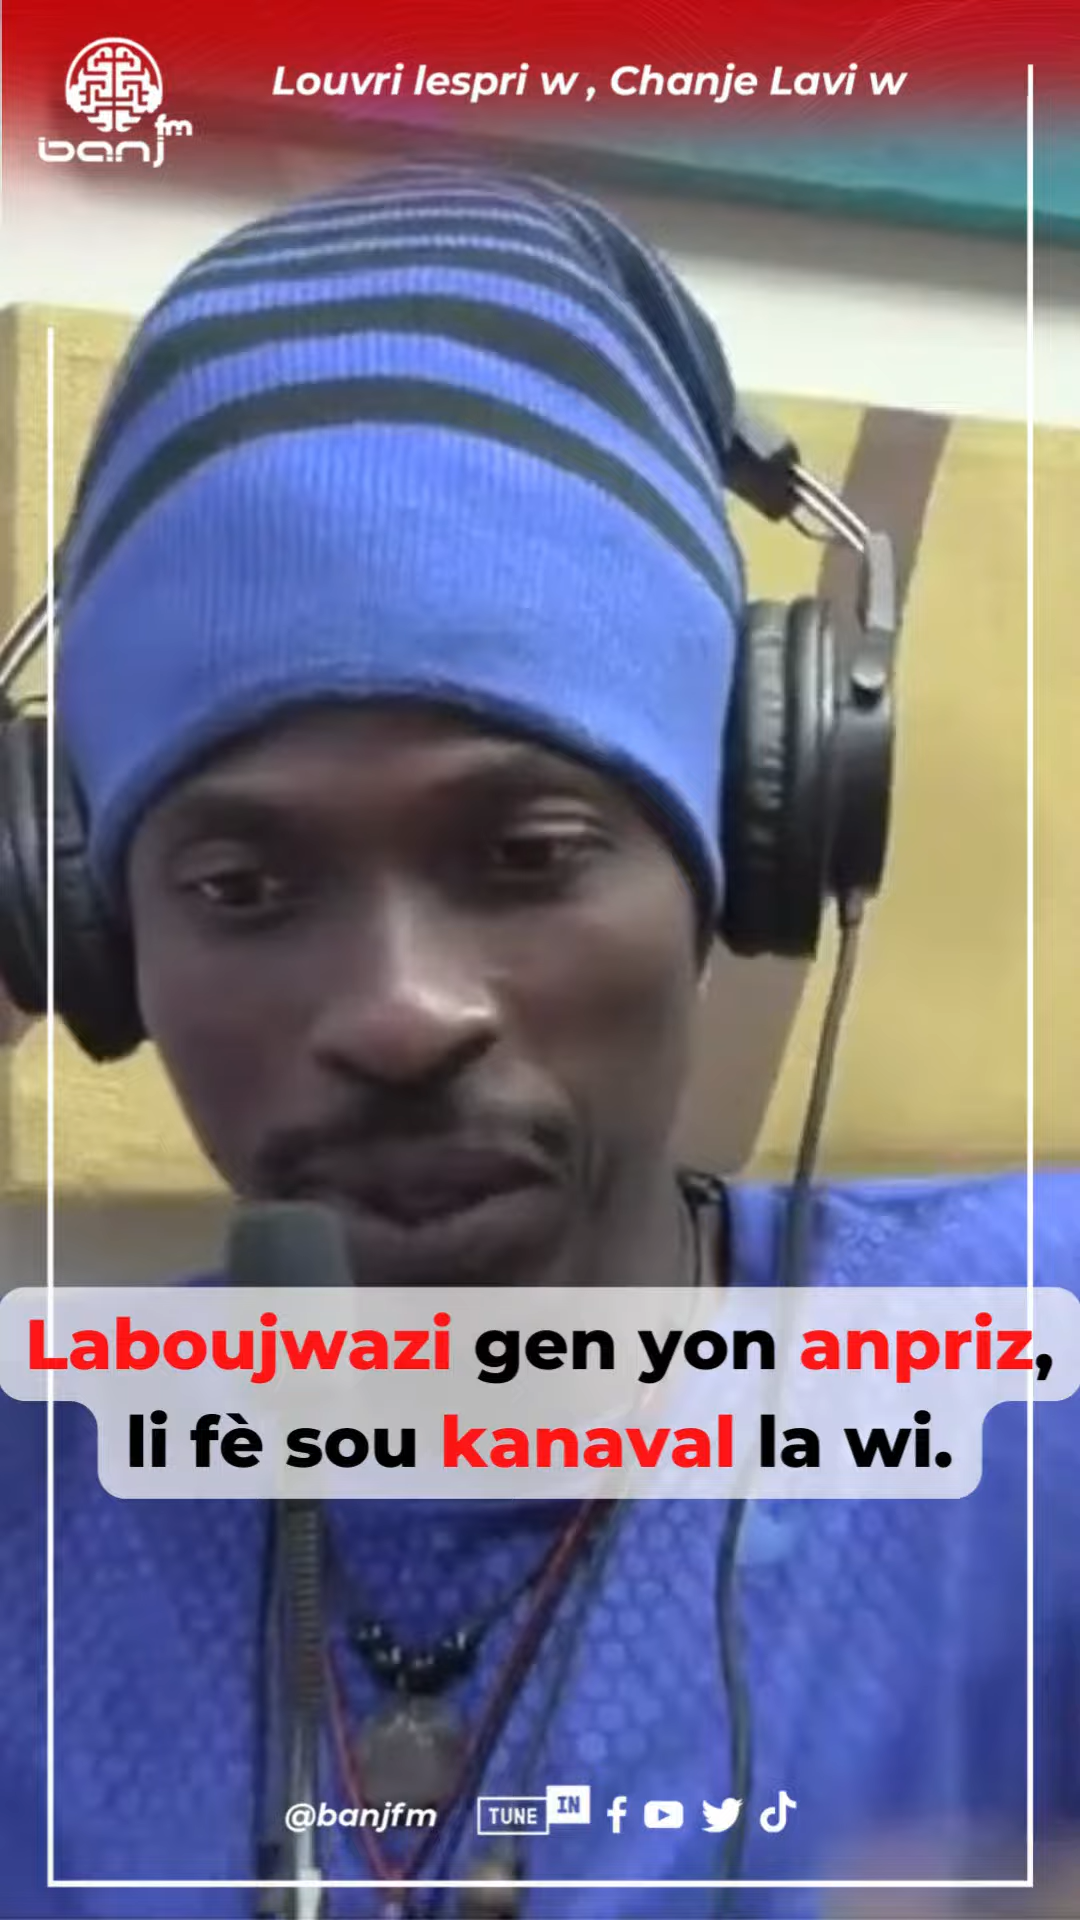 banj fm
Louvri lespri w , Chanje Lavi w
Laboujwazi gen yon anpriz,
li fè sou kanaval la wi.
@banjfm TUNE IN